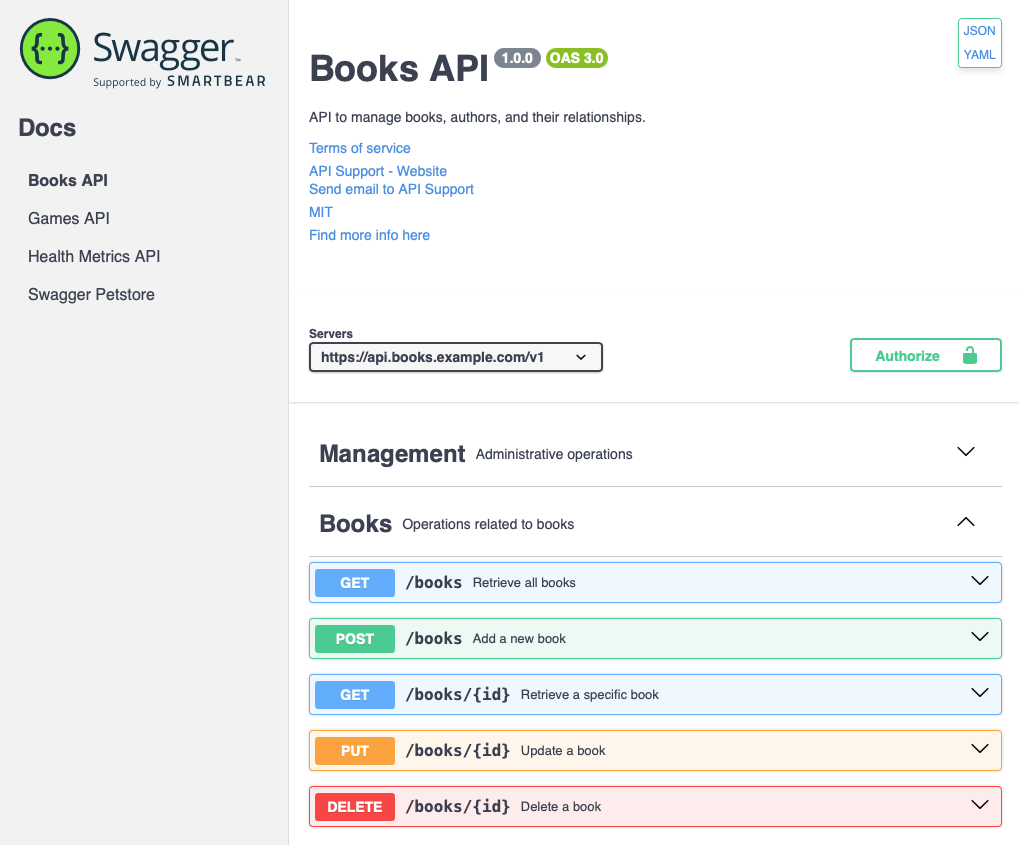 {···} Swagger™
Supported by SMARTBEAR
Docs
Books API
Games API
Health Metrics API
Swagger Petstore
JSON
YAML
Books API 1.0.0 OAS 3.0
API to manage books, authors, and their relationships.
Terms of service
API Support - Website
Send email to API Support
MIT
Find more info here
Servers
https://api.books.example.com/v1
Authorize
Management Administrative operations
Books Operations related to books
GET /books Retrieve all books
POST /books Add a new book
GET /books/{id} Retrieve a specific book
PUT /books/{id} Update a book
DELETE /books/{id} Delete a book